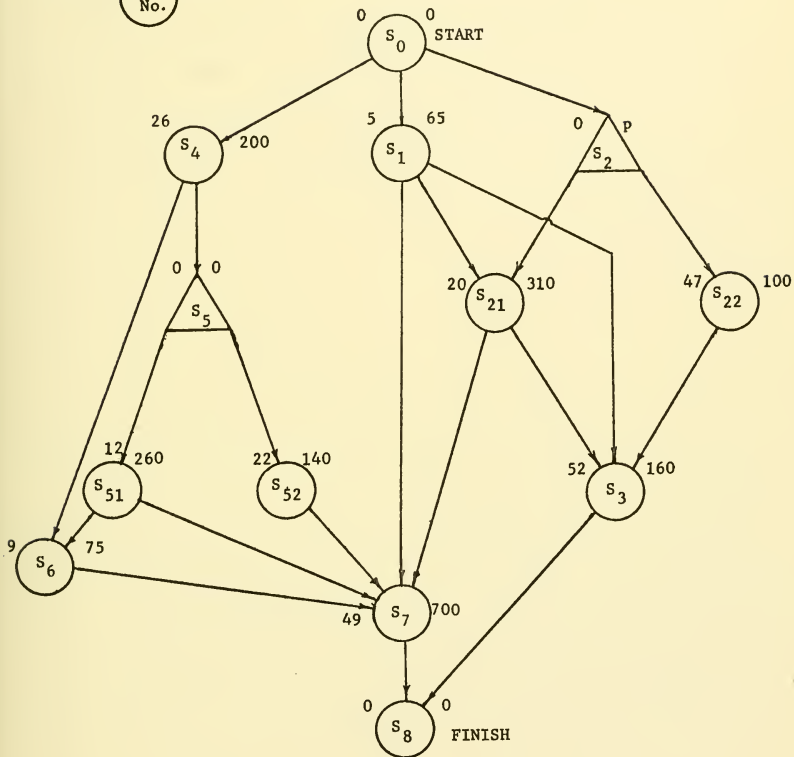 No.
0 0
S0 START
26 5 65 0 p
S4 200 S1 S2
0 0
S5 20 S21 310 47 S22 100
12 260 22 140 52 160
S51 S52 S3
9 S6 75
49 S7 700
0 0
S8 FINISH